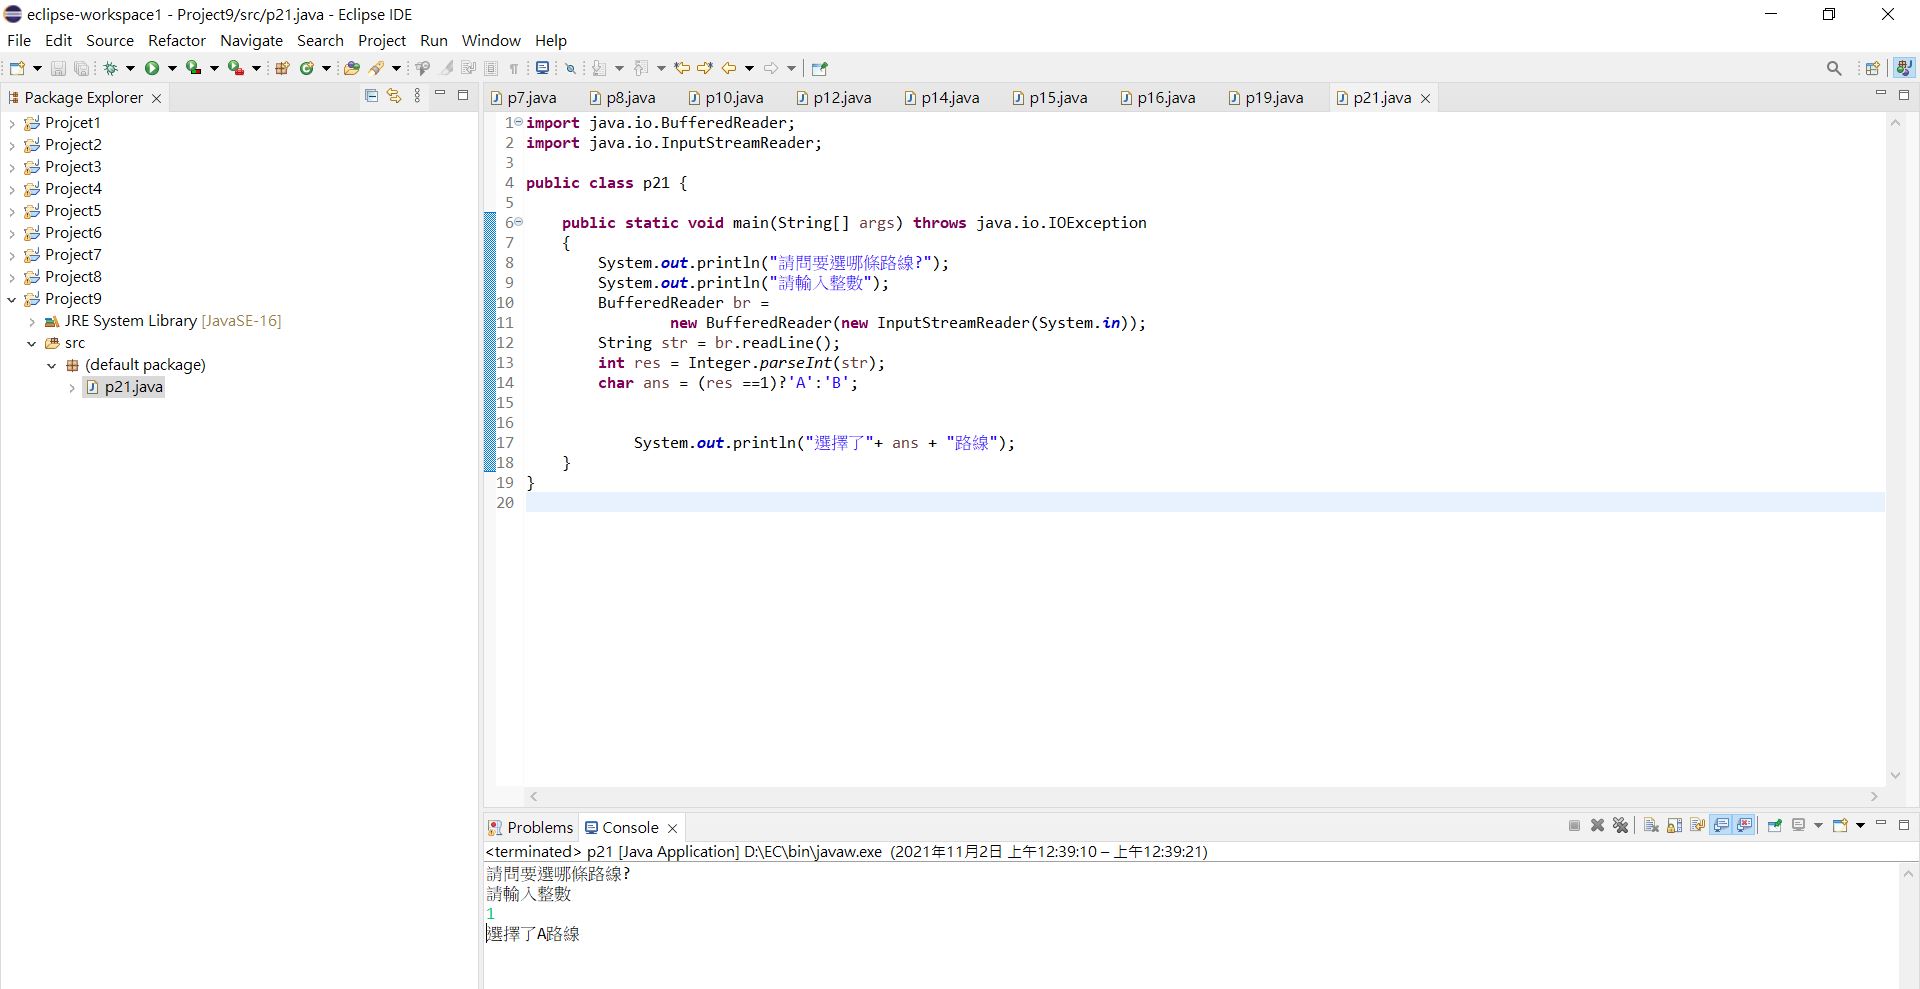 eclipse-workspace1 - Project9/src/p21.java - Eclipse IDE
File Edit Source Refactor Navigate Search Project Run Window Help
Package Explorer
Projcet1
Project2
Project3
Project4
Project5
Project6
Project7
Project8
Project9
JRE System Library [JavaSE-16]
src
(default package)
p21.java
p7.java p8.java p10.java p12.java p14.java p15.java p16.java p19.java p21.java
1 import java.io.BufferedReader;
2 import java.io.InputStreamReader;
3
4 public class p21 {
5
6 public static void main(String[] args) throws java.io.IOException
7 {
8 System.out.println("請問要選哪條路線?");
9 System.out.println("請輸入整數");
10 BufferedReader br =
11 new BufferedReader(new InputStreamReader(System.in));
12 String str = br.readLine();
13 int res = Integer.parseInt(str);
14 char ans = (res ==1)?'A':'B';
15
16
17 System.out.println("選擇了"+ ans + "路線");
18 }
19 }
20
Problems Console
<terminated> p21 [Java Application] D:\EC\bin\javaw.exe (2021年11月2日 上午12:39:10 – 上午12:39:21)
請問要選哪條路線?
請輸入整數
1
選擇了A路線